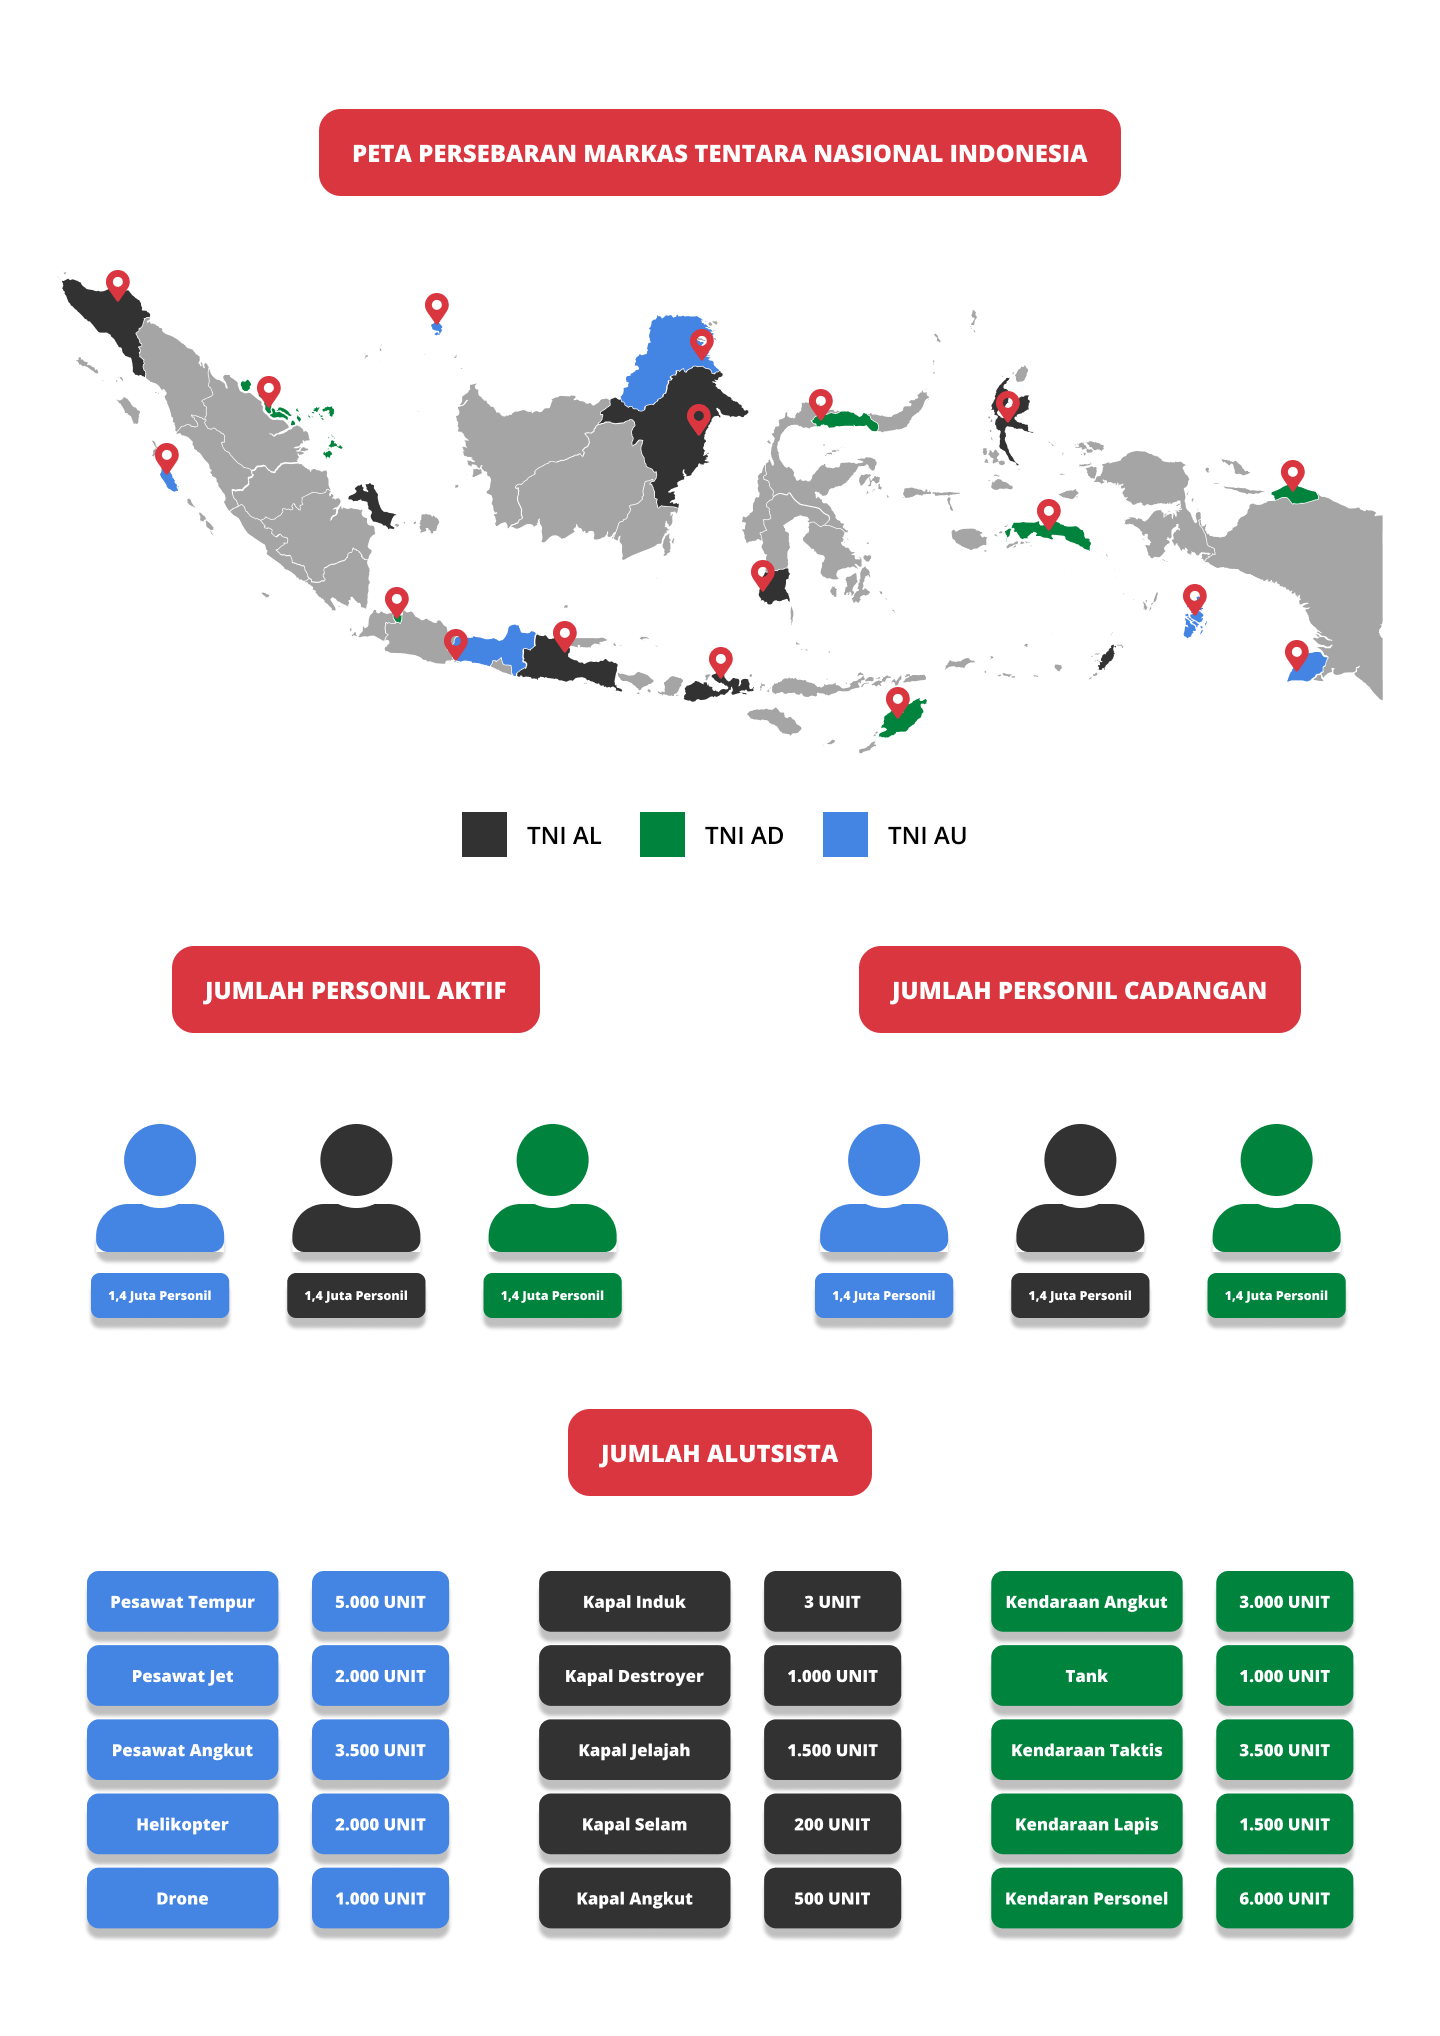 PETA PERSEBARAN MARKAS TENTARA NASIONAL INDONESIA
TNI AL
TNI AD
TNI AU
JUMLAH PERSONIL AKTIF
JUMLAH PERSONIL CADANGAN
1,4 Juta Personil
1,4 Juta Personil
1,4 Juta Personil
1,4 Juta Personil
1,4 Juta Personil
1,4 Juta Personil
JUMLAH ALUTSISTA
Pesawat Tempur
5.000 UNIT
Pesawat Jet
2.000 UNIT
Pesawat Angkut
3.500 UNIT
Helikopter
2.000 UNIT
Drone
1.000 UNIT
Kapal Induk
3 UNIT
Kapal Destroyer
1.000 UNIT
Kapal Jelajah
1.500 UNIT
Kapal Selam
200 UNIT
Kapal Angkut
500 UNIT
Kendaraan Angkut
3.000 UNIT
Tank
1.000 UNIT
Kendaraan Taktis
3.500 UNIT
Kendaraan Lapis
1.500 UNIT
Kendaran Personel
6.000 UNIT